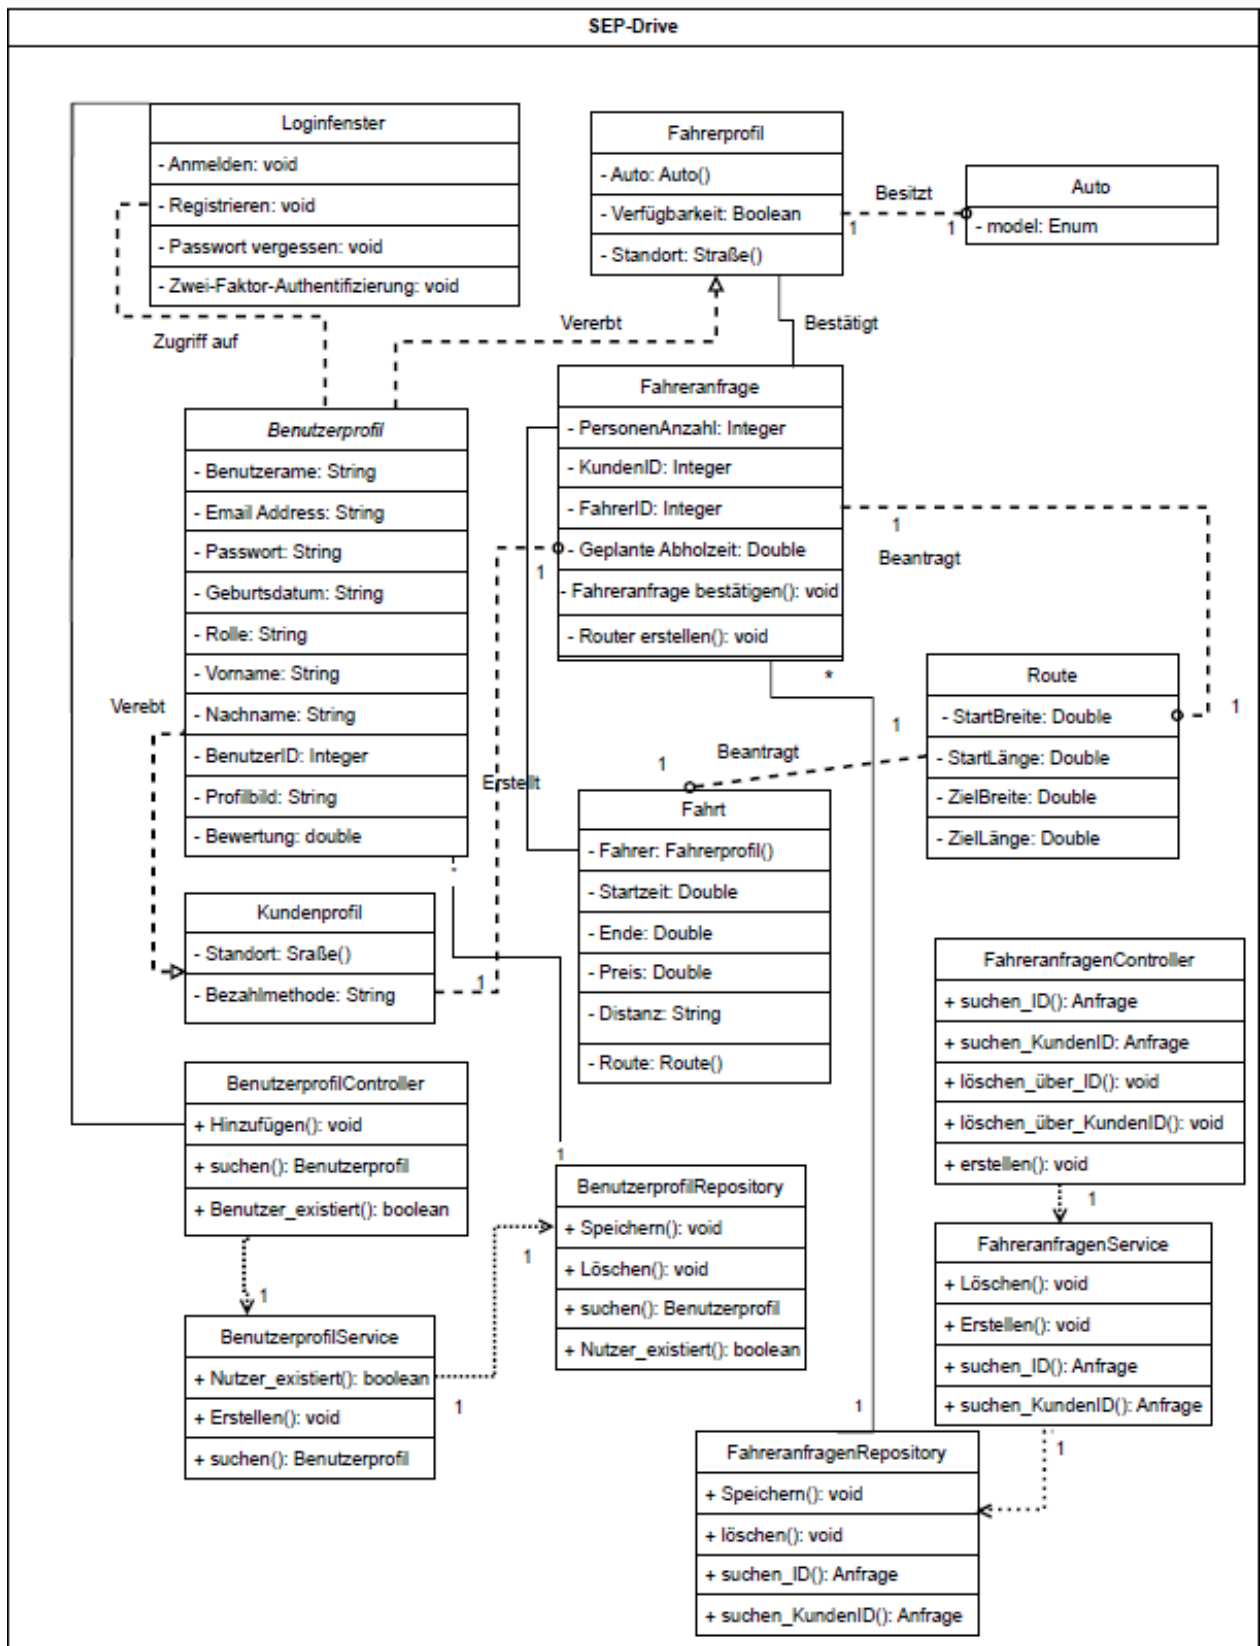 SEP-Drive
Loginfenster
- Anmelden: void
- Registrieren: void
- Passwort vergessen: void
- Zwei-Faktor-Authentifizierung: void
Zugriff auf
Fahrerprofil
- Auto: Auto()
- Verfügbarkeit: Boolean
- Standort: Straße()
Besitzt
1
1
Auto
- model: Enum
Vererbt
Bestätigt
Benutzerprofil
- Benutzerame: String
- Email Address: String
- Passwort: String
- Geburtsdatum: String
- Rolle: String
- Vorname: String
- Nachname: String
- BenutzerID: Integer
- Profilbild: String
- Bewertung: double
Verebt
Fahreranfrage
- PersonenAnzahl: Integer
- KundenID: Integer
- FahrerID: Integer
- Geplante Abholzeit: Double
- Fahreranfrage bestätigen(): void
- Router erstellen(): void
1
1
Beantragt
*
1
Route
- StartBreite: Double
- StartLänge: Double
- ZielBreite: Double
- ZielLänge: Double
1
Beantragt
1
Erstellt
Fahrt
- Fahrer: Fahrerprofil()
- Startzeit: Double
- Ende: Double
- Preis: Double
- Distanz: String
- Route: Route()
Kundenprofil
- Standort: Sraße()
- Bezahlmethode: String
1
BenutzerprofilController
+ Hinzufügen(): void
+ suchen(): Benutzerprofil
+ Benutzer_existiert(): boolean
1
BenutzerprofilService
+ Nutzer_existiert(): boolean
+ Erstellen(): void
+ suchen(): Benutzerprofil
1
1
1
BenutzerprofilRepository
+ Speichern(): void
+ Löschen(): void
+ suchen(): Benutzerprofil
+ Nutzer_existiert(): boolean
FahreranfragenController
+ suchen_ID(): Anfrage
+ suchen_KundenID: Anfrage
+ löschen_über_ID(): void
+ löschen_über_KundenID(): void
+ erstellen(): void
1
FahreranfragenService
+ Löschen(): void
+ Erstellen(): void
+ suchen_ID(): Anfrage
+ suchen_KundenID(): Anfrage
1
1
FahreranfragenRepository
+ Speichern(): void
+ löschen(): void
+ suchen_ID(): Anfrage
+ suchen_KundenID(): Anfrage